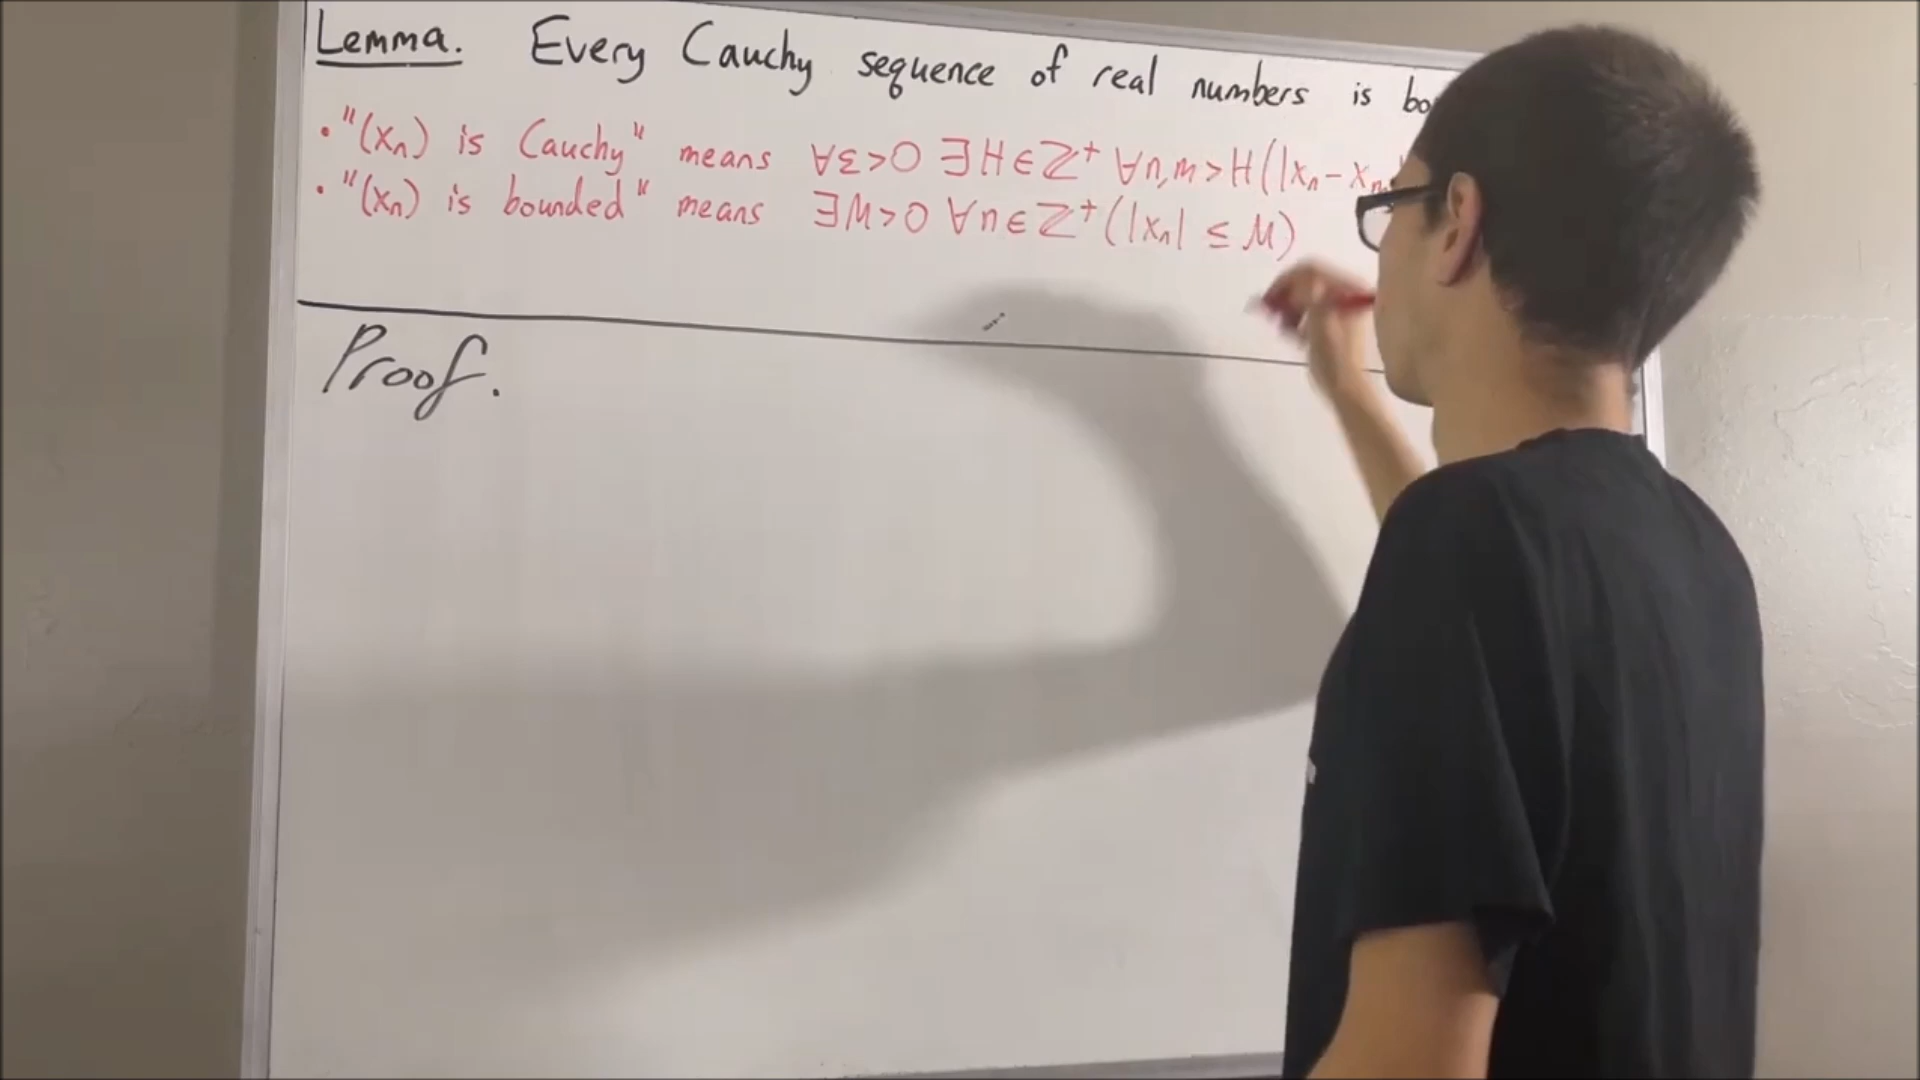 Lemma. Every Cauchy sequence of real numbers is bo
• "(xₙ) is Cauchy" means ∀ε>0 ∃H∈ℤ⁺ ∀n,m>H(|xₙ-xₘ
• "(xₙ) is bounded" means ∃M>0 ∀n∈ℤ⁺(|xₙ| ≤ M)
Proof.